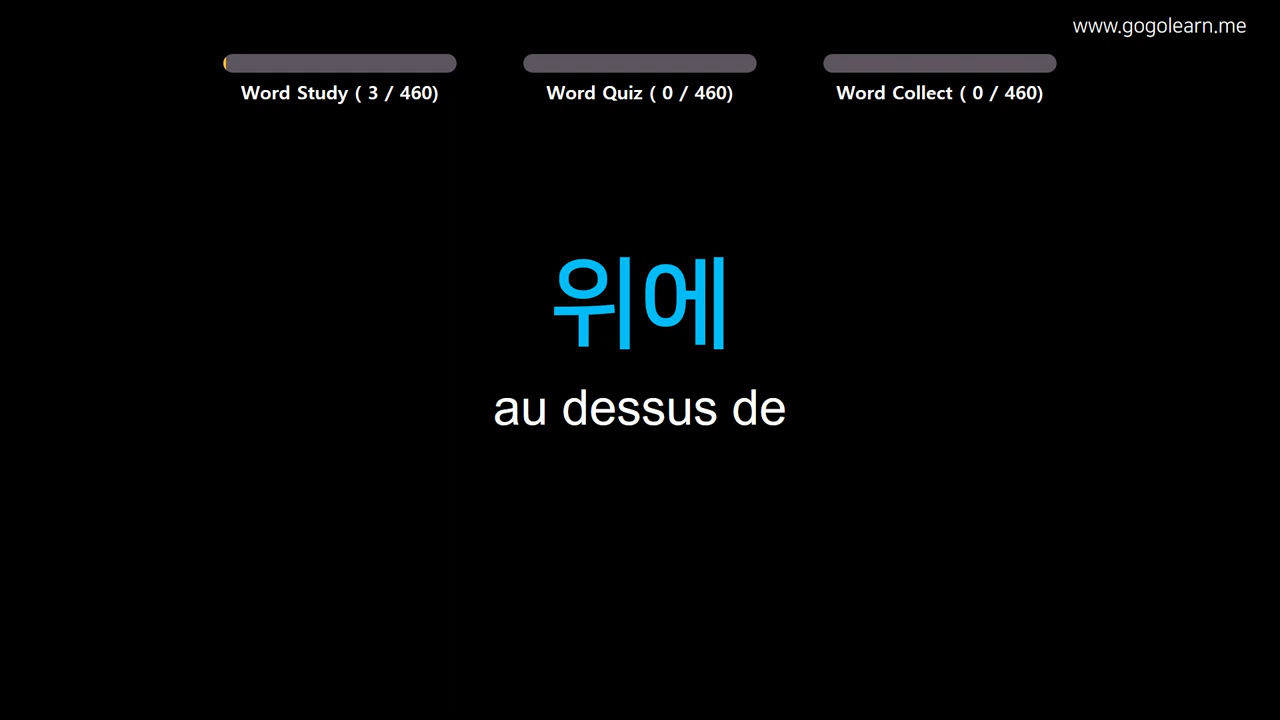 www.gogolearn.me
Word Study ( 3 / 460)
Word Quiz ( 0 / 460)
Word Collect ( 0 / 460)
위에
au dessus de